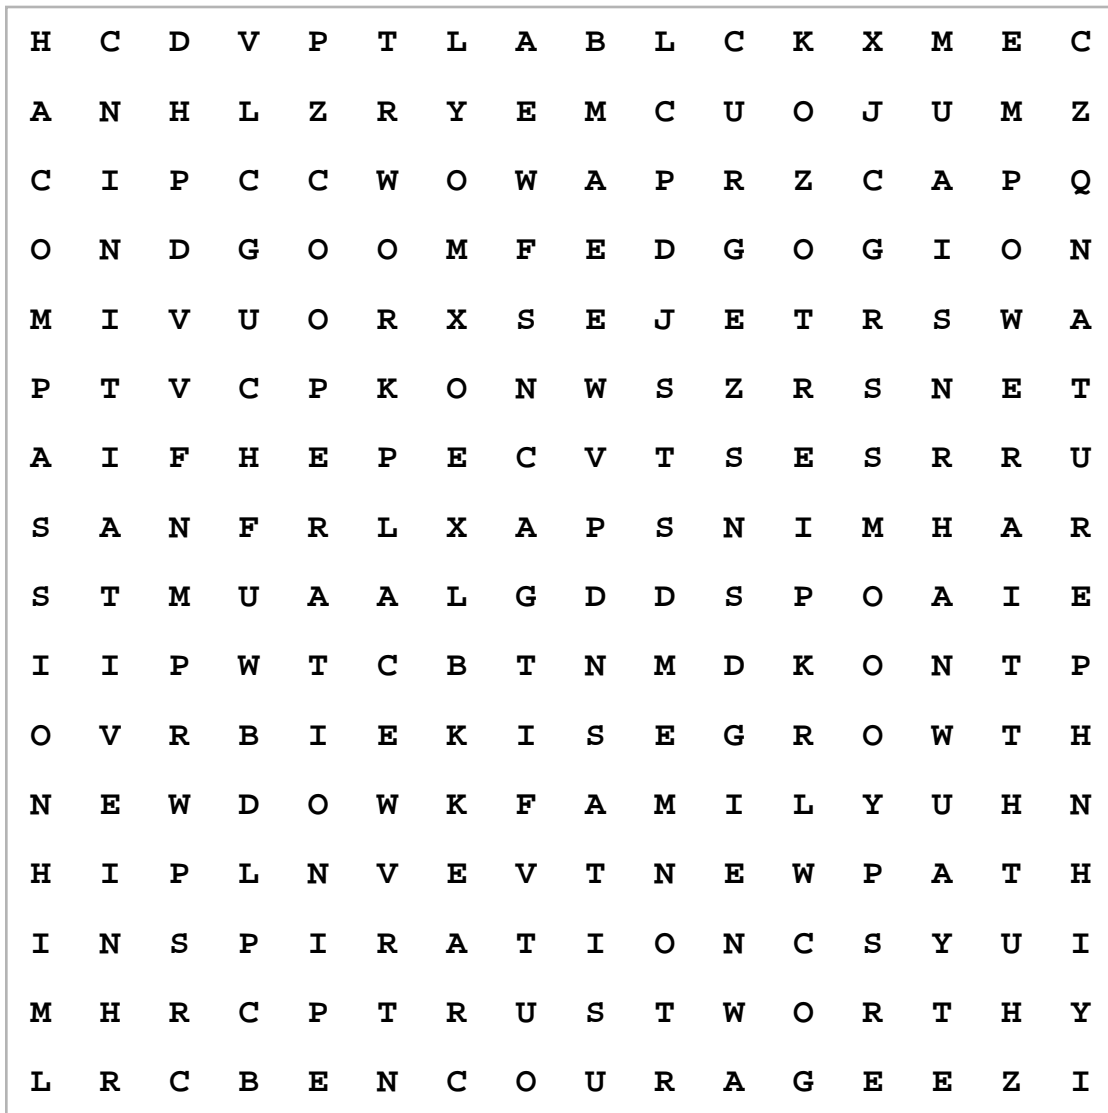 H C D V P T L A B L C K X M E C
A N H L Z R Y E M C U O J U M Z
C I P C C W O W A P R Z C A P Q
O N D G O O M F E D G O G I O N
M I V U O R X S E J E T R S W A
P T V C P K O N W S Z R S N E T
A I F H E P E C V T S E S R R U
S A N F R L X A P S N I M H A R
S T M U A A L G D D S P O A I E
I I P W T C B T N M D K O N T P
O V R B I E K I S E G R O W T H
N E W D O W K F A M I L Y U H N
H I P L N V E V T N E W P A T H
I N S P I R A T I O N C S Y U I
M H R C P T R U S T W O R T H Y
L R C B E N C O U R A G E E Z I